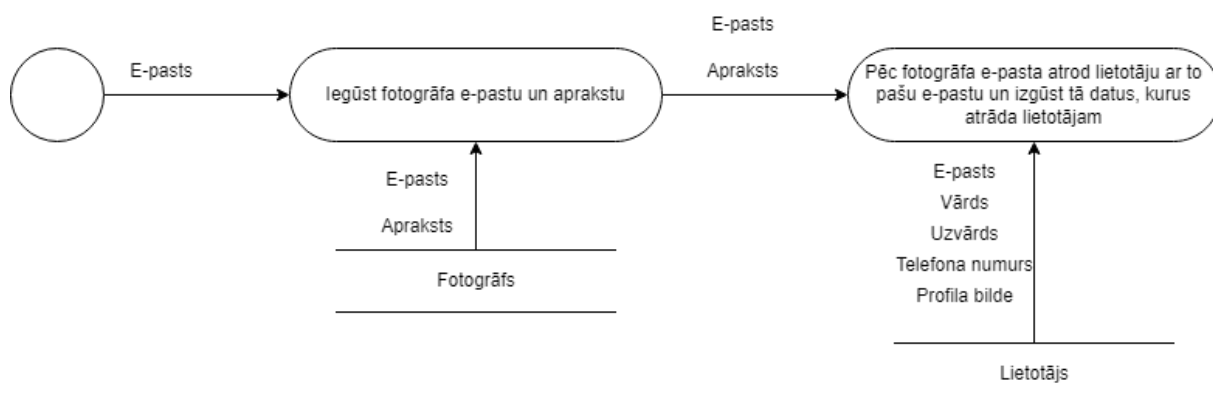 E-pasts
Iegūst fotogrāfa e-pastu un aprakstu
E-pasts
Apraksts
Pēc fotogrāfa e-pasta atrod lietotāju ar to
pašu e-pastu un izgūst tā datus, kurus
atrāda lietotājam
E-pasts
Apraksts
Fotogrāfs
E-pasts
Vārds
Uzvārds
Telefona numurs
Profila bilde
Lietotājs